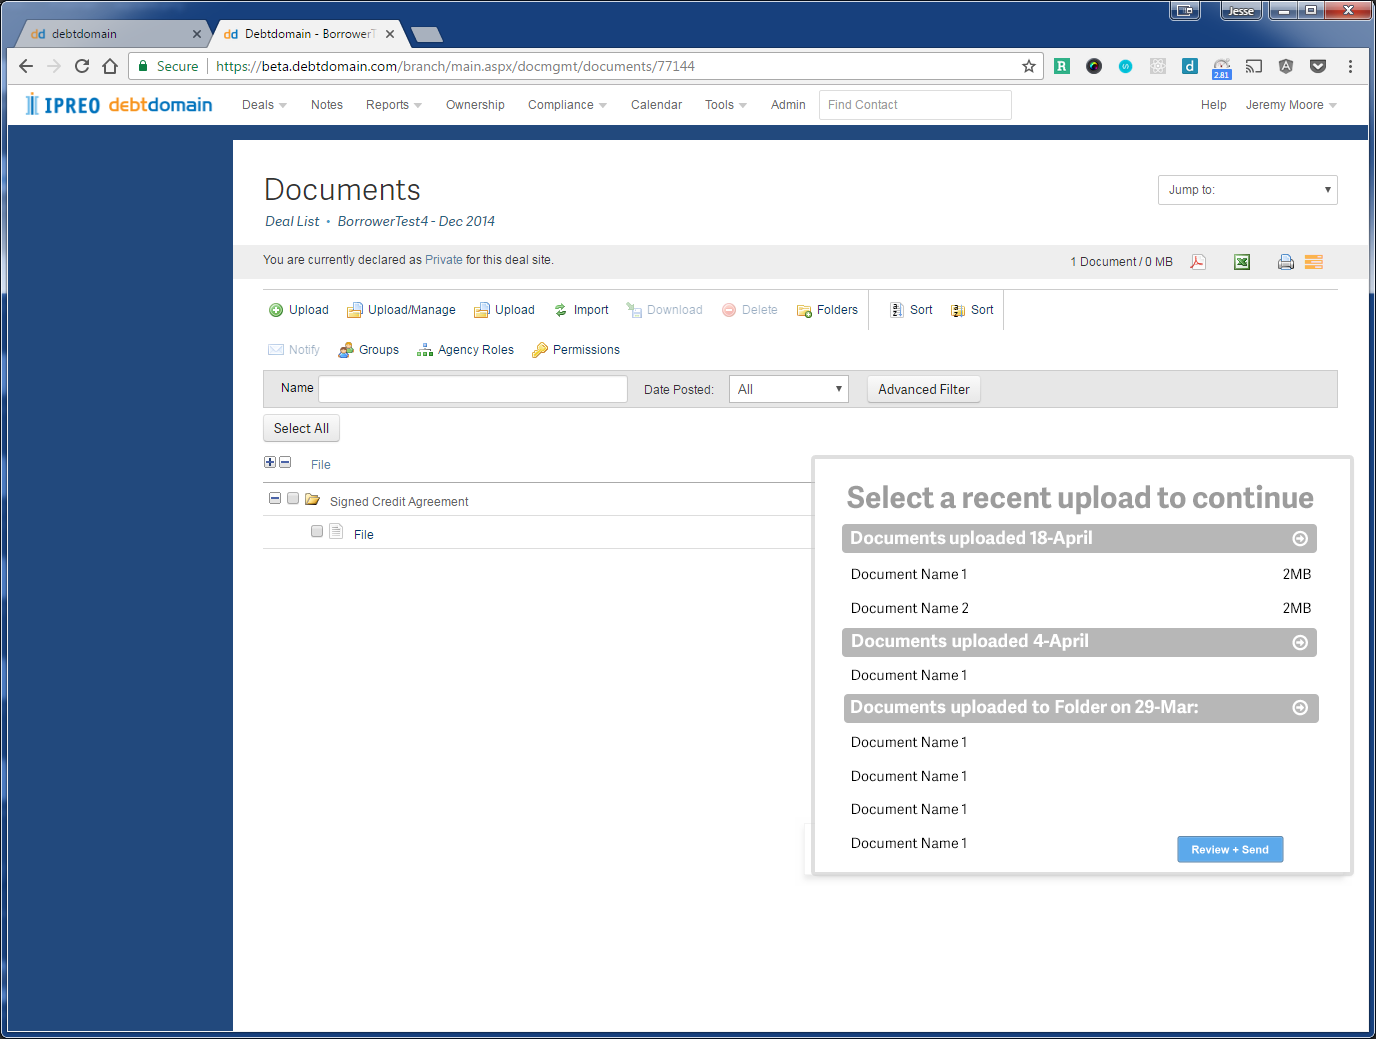 Jesse
debtdomain
Debtdomain - BorrowerT
Secure
https://beta.debtdomain.com/branch/main.aspx/docmgmt/documents/77144
2.81
IPREO debtdomain
Deals
Notes
Reports
Ownership
Compliance
Calendar
Tools
Admin
Find Contact
Help
Jeremy Moore
Documents
Jump to:
Deal List • BorrowerTest4 - Dec 2014
You are currently declared as Private for this deal site.
1 Document / 0 MB
Upload
Upload/Manage
Upload
Import
Download
Delete
Folders
Sort
Sort
Notify
Groups
Agency Roles
Permissions
Name
Date Posted:
All
Advanced Filter
Select All
File
Signed Credit Agreement
File
Select a recent upload to continue
Documents uploaded 18-April
Document Name 1 2MB
Document Name 2 2MB
Documents uploaded 4-April
Document Name 1
Documents uploaded to Folder on 29-Mar:
Document Name 1
Document Name 1
Document Name 1
Document Name 1
Review + Send